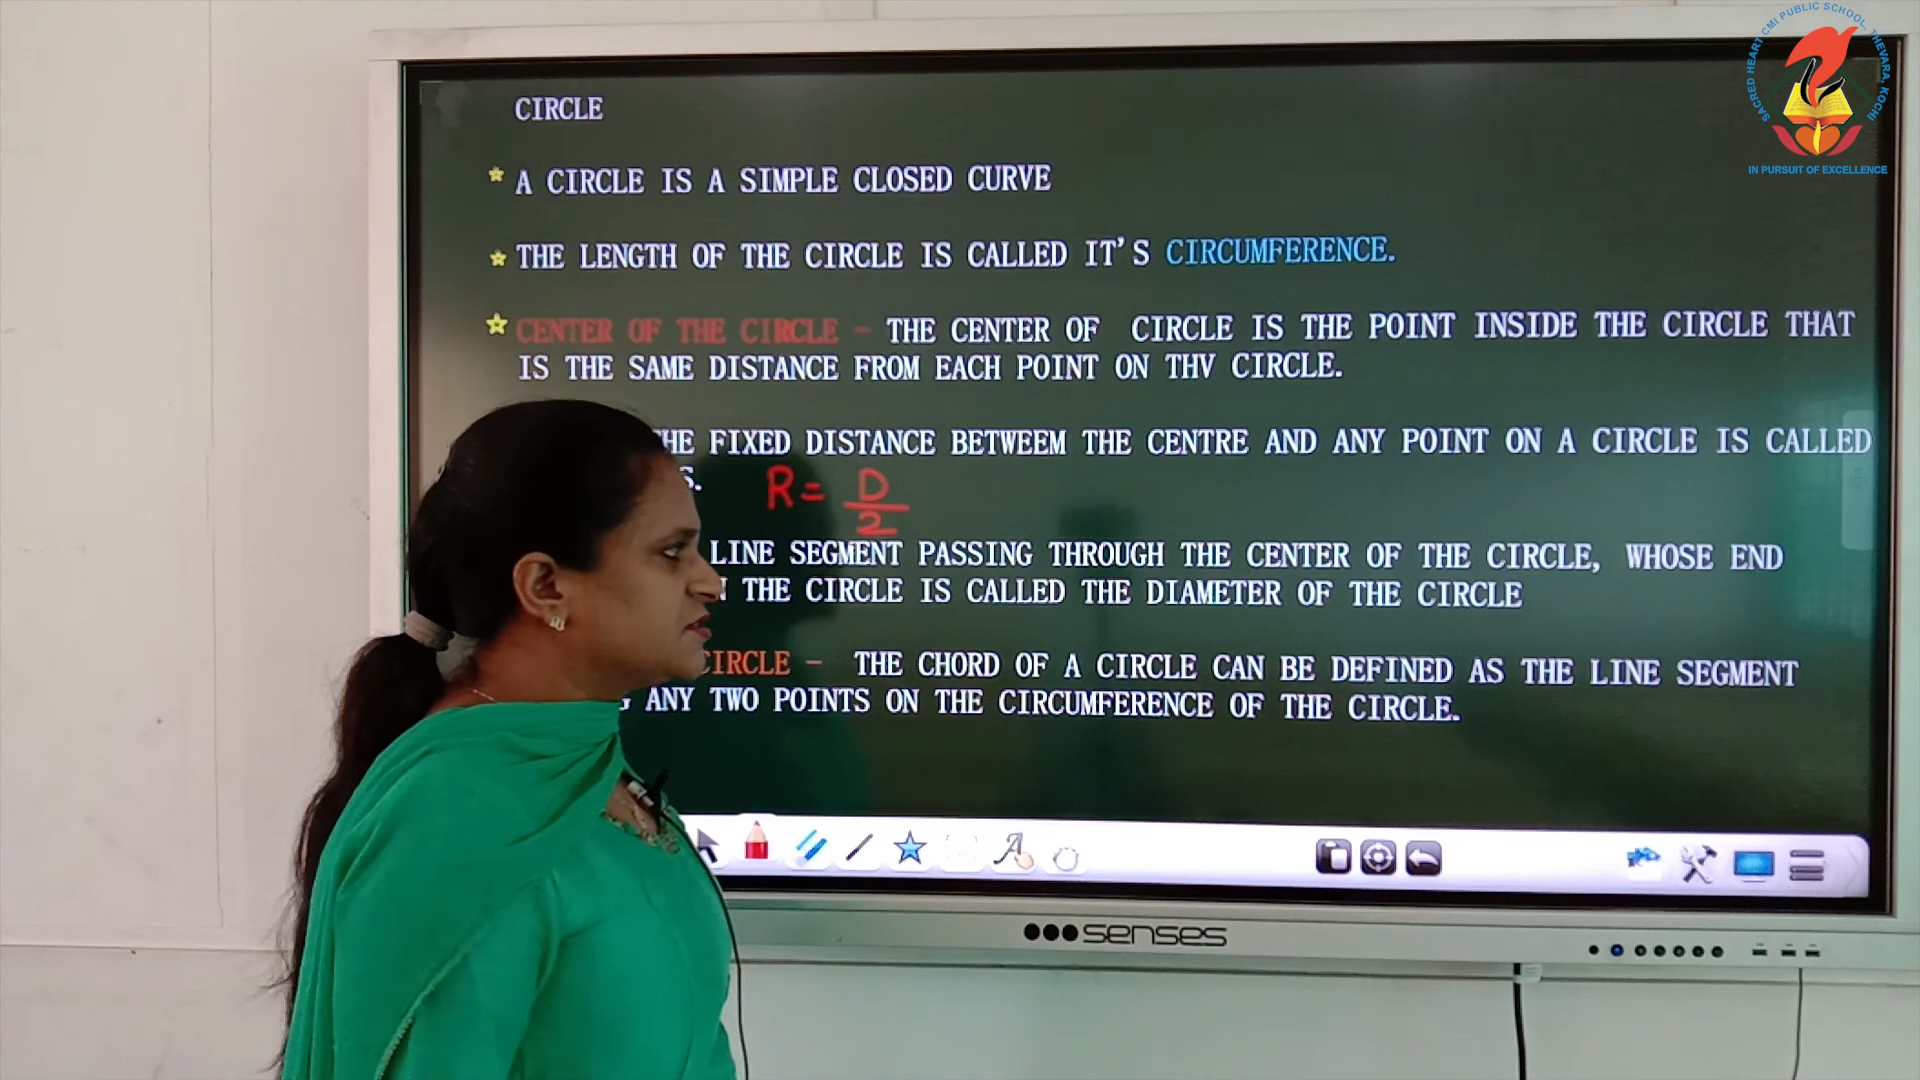 CIRCLE
A CIRCLE IS A SIMPLE CLOSED CURVE
THE LENGTH OF THE CIRCLE IS CALLED IT'S CIRCUMFERENCE.
CENTER OF THE CIRCLE - THE CENTER OF CIRCLE IS THE POINT INSIDE THE CIRCLE THAT
IS THE SAME DISTANCE FROM EACH POINT ON THV CIRCLE.
HE FIXED DISTANCE BETWEEM THE CENTRE AND ANY POINT ON A CIRCLE IS CALLED
S.
R = D/2
LINE SEGMENT PASSING THROUGH THE CENTER OF THE CIRCLE, WHOSE END
N THE CIRCLE IS CALLED THE DIAMETER OF THE CIRCLE
CIRCLE - THE CHORD OF A CIRCLE CAN BE DEFINED AS THE LINE SEGMENT
G ANY TWO POINTS ON THE CIRCUMFERENCE OF THE CIRCLE.
senses
SACRED HEART CMI PUBLIC SCHOOL, THEVARA, KOCHI
IN PURSUIT OF EXCELLENCE